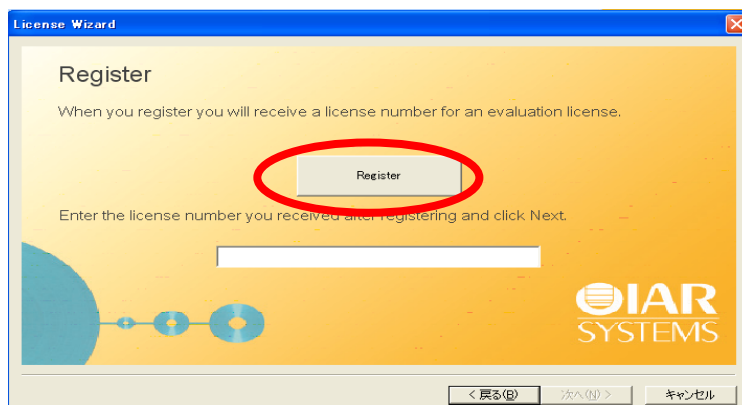 License Wizard
Register
When you register you will receive a license number for an evaluation license.
Register
Enter the license number you received after registering and click Next.
IAR
SYSTEMS
< 戻る(B)
次へ(N) >
キャンセル